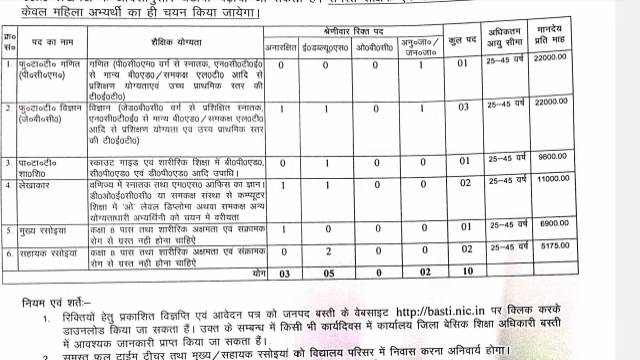 केवल महिला अभ्यर्थी का ही चयन किया जायेगा।
क्र० सं० पद का नाम शैक्षिक योग्यता श्रेणीवार रिक्त पद कुल पद अधिकतम आयु सीमा मानदेय प्रति माह
अनारक्षित ई०डब्ल्यू०एस० ओ०बी०सी० अनु०जा०/जन०जा०
1. फु०टा०टी० गणित (पी०सी०एम०) गणित (पी०सी०एम० वर्ग से स्नातक, एन०सी०टी०ई० से मान्य बी०एड०/समकक्ष एल०टी० आदि से प्रशिक्षण योग्यताएवं उच्च प्राथमिक स्तर की टी०ई०टी०) 0 0 0 1 01 25-45 वर्ष 22000.00
2. फु०टा०टी० विज्ञान (जे०बी०सी०) विज्ञान (जेड०बी०सी० वर्ग से प्रशिक्षित स्नातक, एन०सी०टी०ई० से मान्य बी०एड०/समकक्ष एल०टी० आदि से प्रशिक्षण योग्यता एवं उच्च प्राथमिक स्तर की टी०ई०टी०) 1 1 0 1 03 25-45 वर्ष 22000.00
3. पा०टा०टी० शा०शि० स्काउट गाइड एवं शारीरिक शिक्षा में बी०पी०एड०, सी०पी०एड० एवं डी०पी०एड० आदि उपाधि। 0 1 0 0 01 25-45 वर्ष 9800.00
4. लेखाकार वणिज्य में स्नातक तथा एम०एस० आफिस का ज्ञान। डी०ओ०ई०सी०सी० या समकक्ष संस्था से कम्प्यूटर शिक्षा में 'ओ' लेवल डिप्लोमा अथवा समकक्ष अन्य योग्यताधारी अभ्यर्थिनी को चयन में वरीयता 1 1 0 0 02 25-45 वर्ष 11000.00
5. मुख्य रसोइया कक्षा 8 पास तथा शारीरिक अक्षमता एवं संक्रामक रोग से ग्रस्त नही होना चाहिऐ 1 0 0 0 01 25-45 वर्ष 6900.00
6. सहायक रसोइया कक्षा 8 पास तथा शारीरिक अक्षमता एवं संक्रामक रोग से ग्रस्त नही होना चाहिऐ 0 2 0 0 02 25-45 वर्ष 5175.00
योग 03 05 0 02 10
नियम एवं शर्ते:–
1. रिक्तियों हेतु प्रकाशित विज्ञप्ति एवं आवेदन पत्र को जनपद बस्ती के वेबसाइट http://basti.nic.in पर क्लिक करके
डाउनलोड किया जा सकता हैं। उक्त के सम्बन्ध में किसी भी कार्यदिवस में कार्यालय जिला बेसिक शिक्षा अधिकारी बस्ती
में आवश्यक जानकारी प्राप्त किया जा सकता हैं।
2. समस्त फुल टाईम टीचर तथा मुख्य/सहायक रसोइयां को विद्यालय परिसर में निवास करना अनिवार्य होगा।